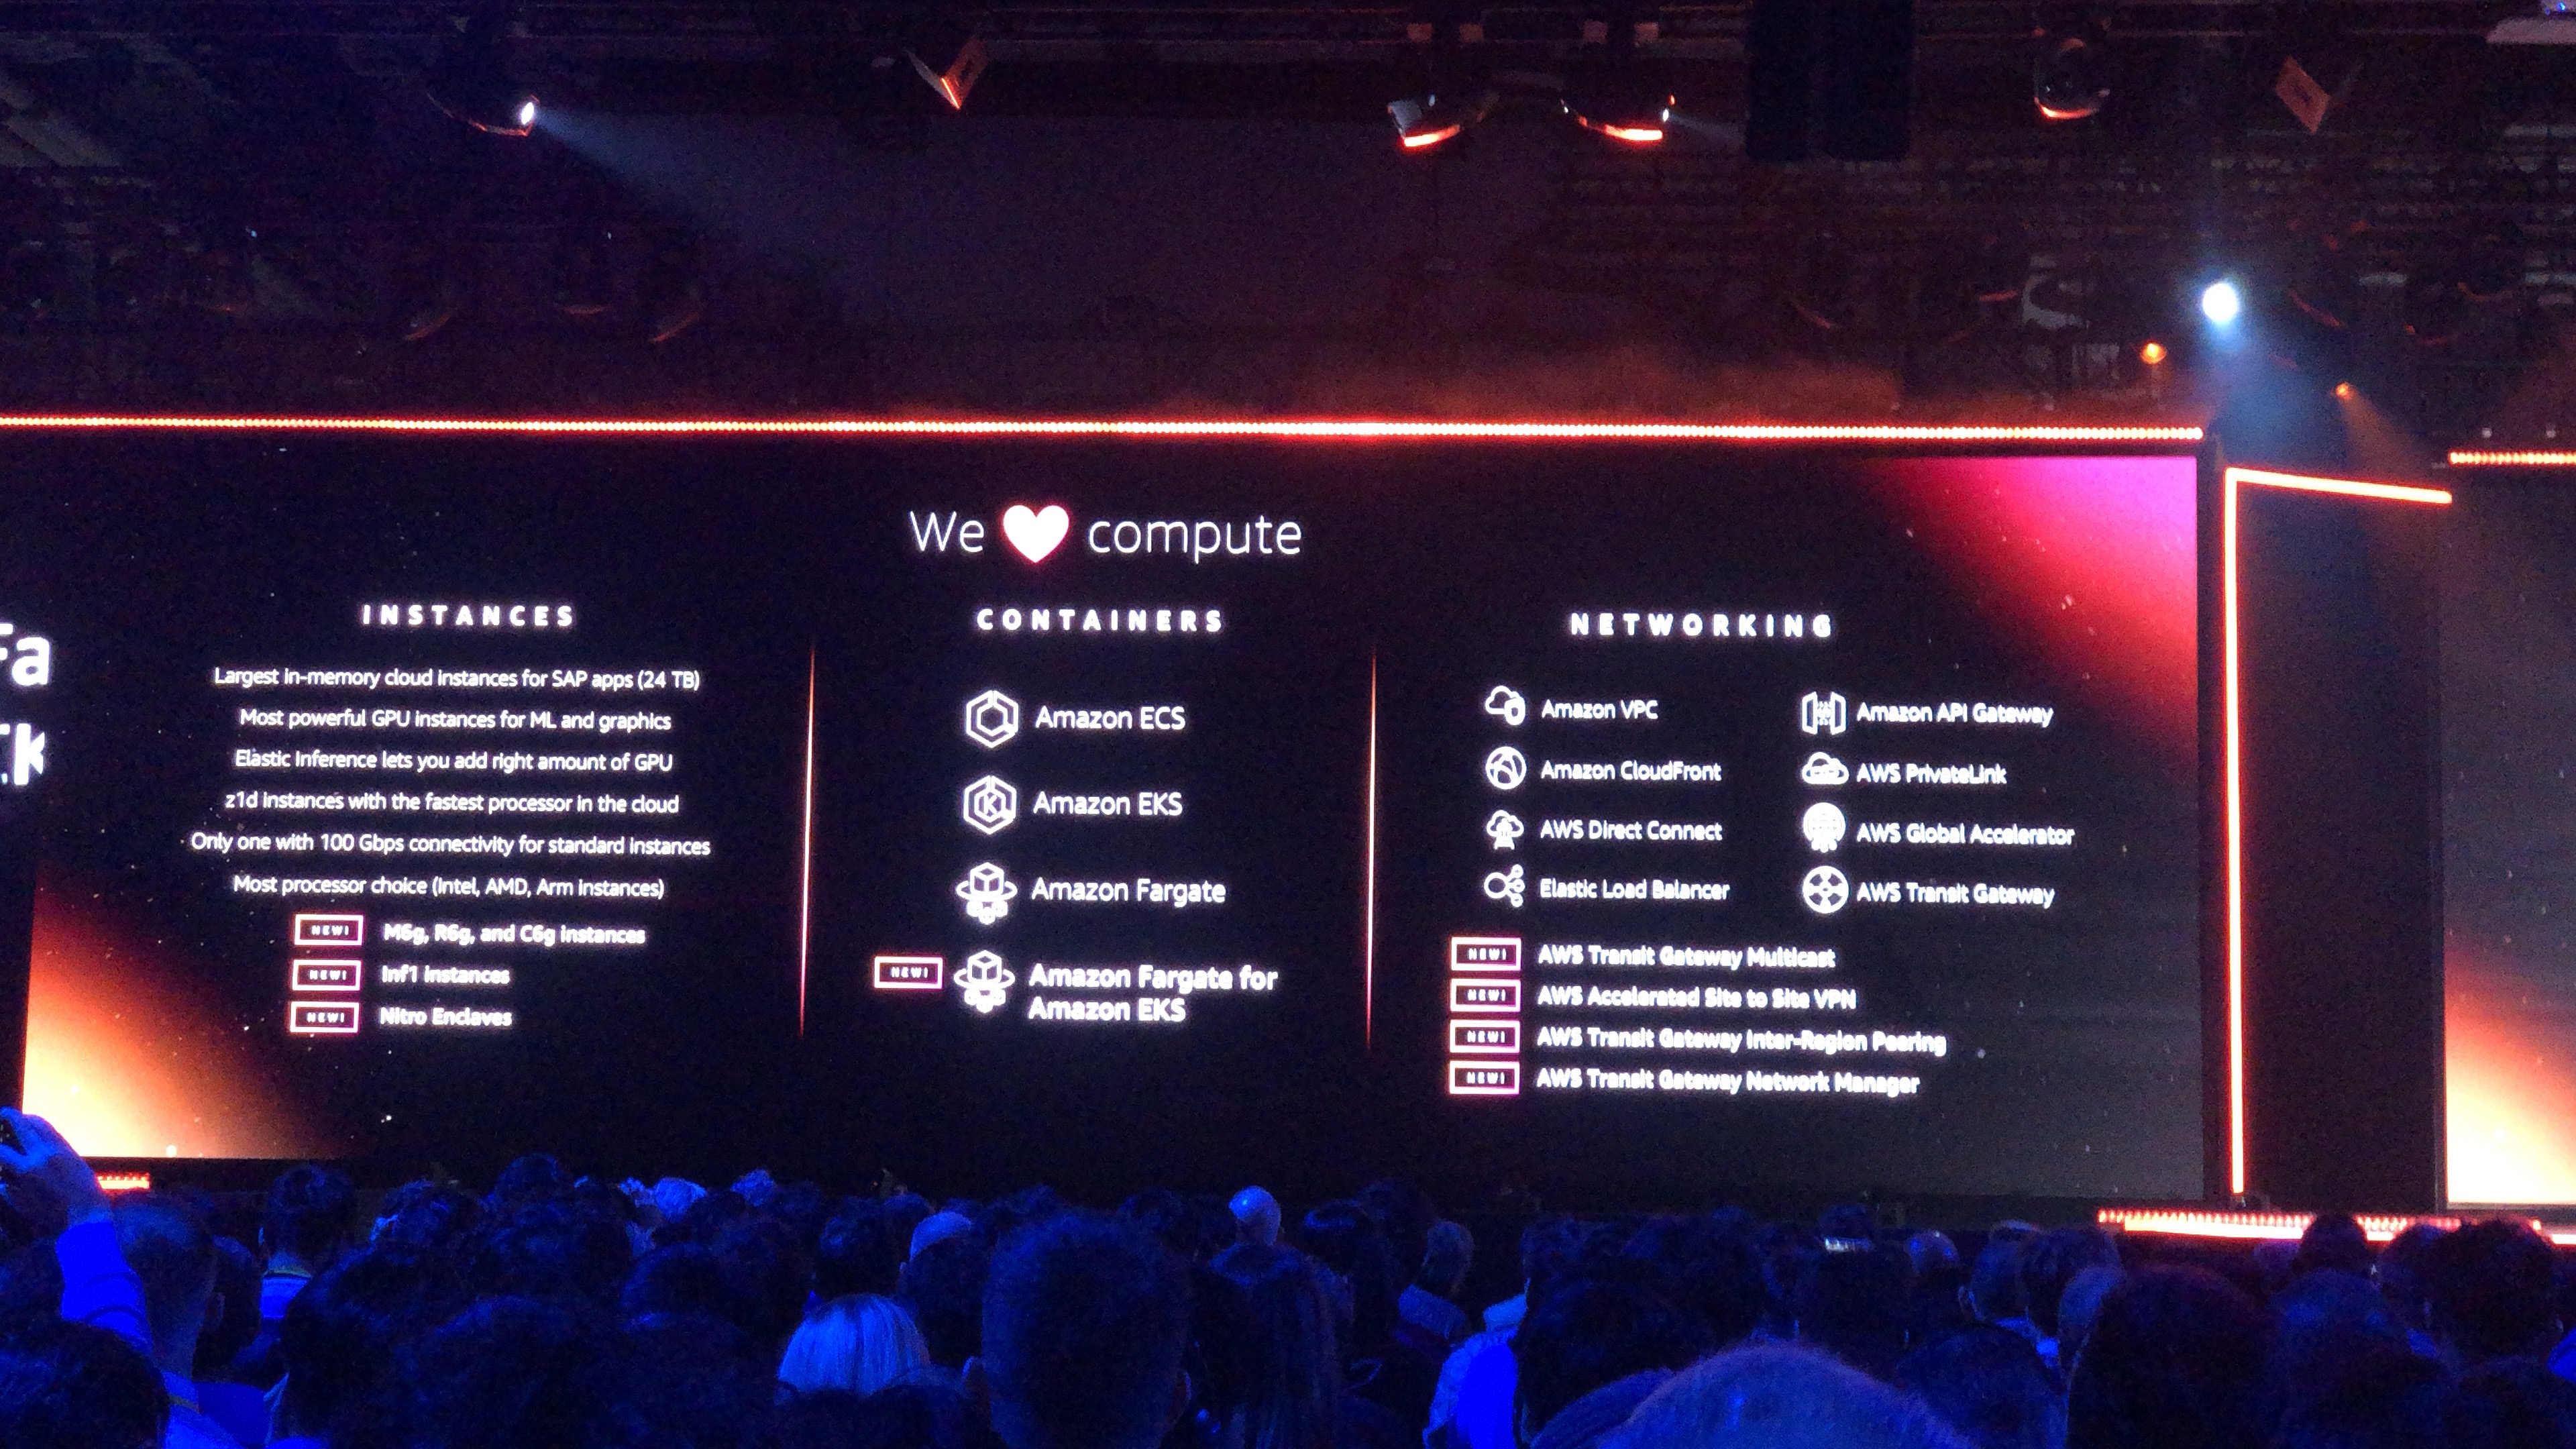 We ♥ compute
INSTANCES
Largest in-memory cloud instances for SAP apps (24 TB)
Most powerful GPU instances for ML and graphics
Elastic Inference lets you add right amount of GPU
z1d instances with the fastest processor in the cloud
Only one with 100 Gbps connectivity for standard instances
Most processor choice (Intel, AMD, Arm instances)
NEW! M6g, R6g, and C6g instances
NEW! Inf1 instances
NEW! Nitro Enclaves
CONTAINERS
Amazon ECS
Amazon EKS
Amazon Fargate
NEW! Amazon Fargate for
Amazon EKS
NETWORKING
Amazon VPC
Amazon CloudFront
AWS Direct Connect
Elastic Load Balancer
Amazon API Gateway
AWS PrivateLink
AWS Global Accelerator
AWS Transit Gateway
NEW! AWS Transit Gateway Multicast
NEW! AWS Accelerated Site to Site VPN
NEW! AWS Transit Gateway Inter-Region Peering
NEW! AWS Transit Gateway Network Manager